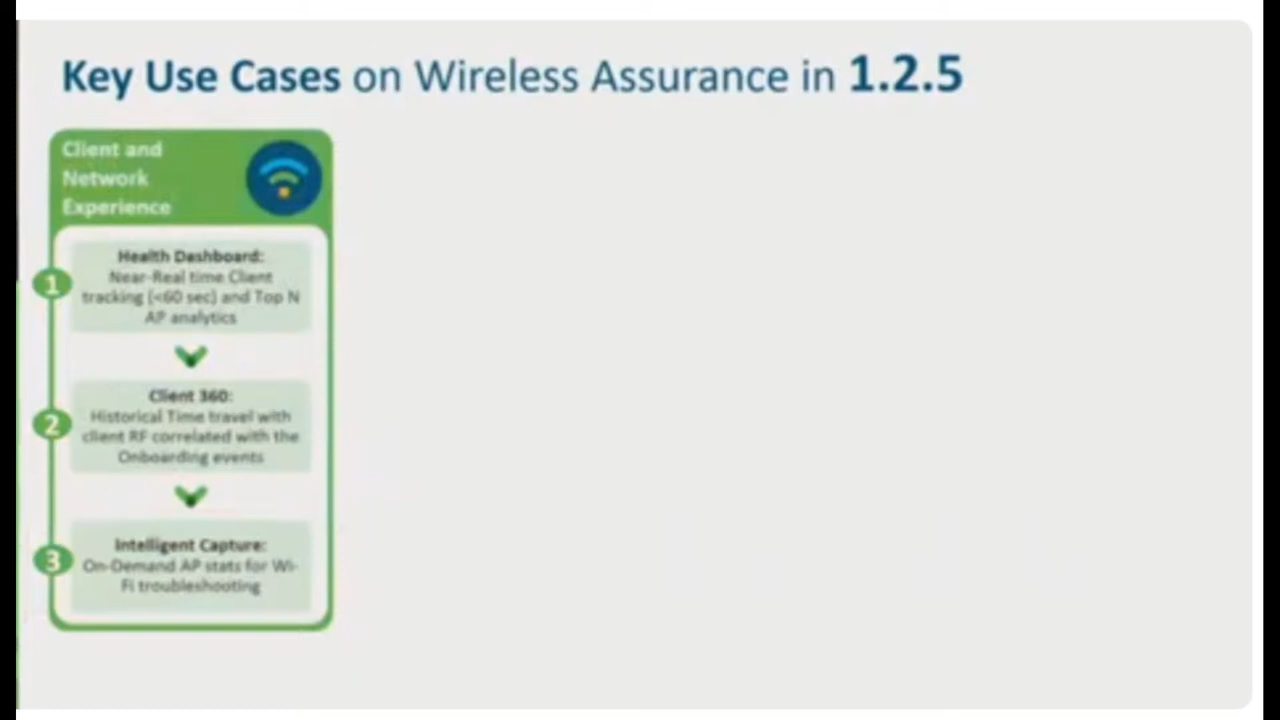 Key Use Cases on Wireless Assurance in 1.2.5
Client and
Network
Experience
1
Health Dashboard:
Near-Real time Client
tracking (<60 sec) and Top N
AP analytics
2
Client 360:
Historical Time travel with
client RF correlated with the
Onboarding events
3
Intelligent Capture:
On-Demand AP stats for Wi-
Fi troubleshooting